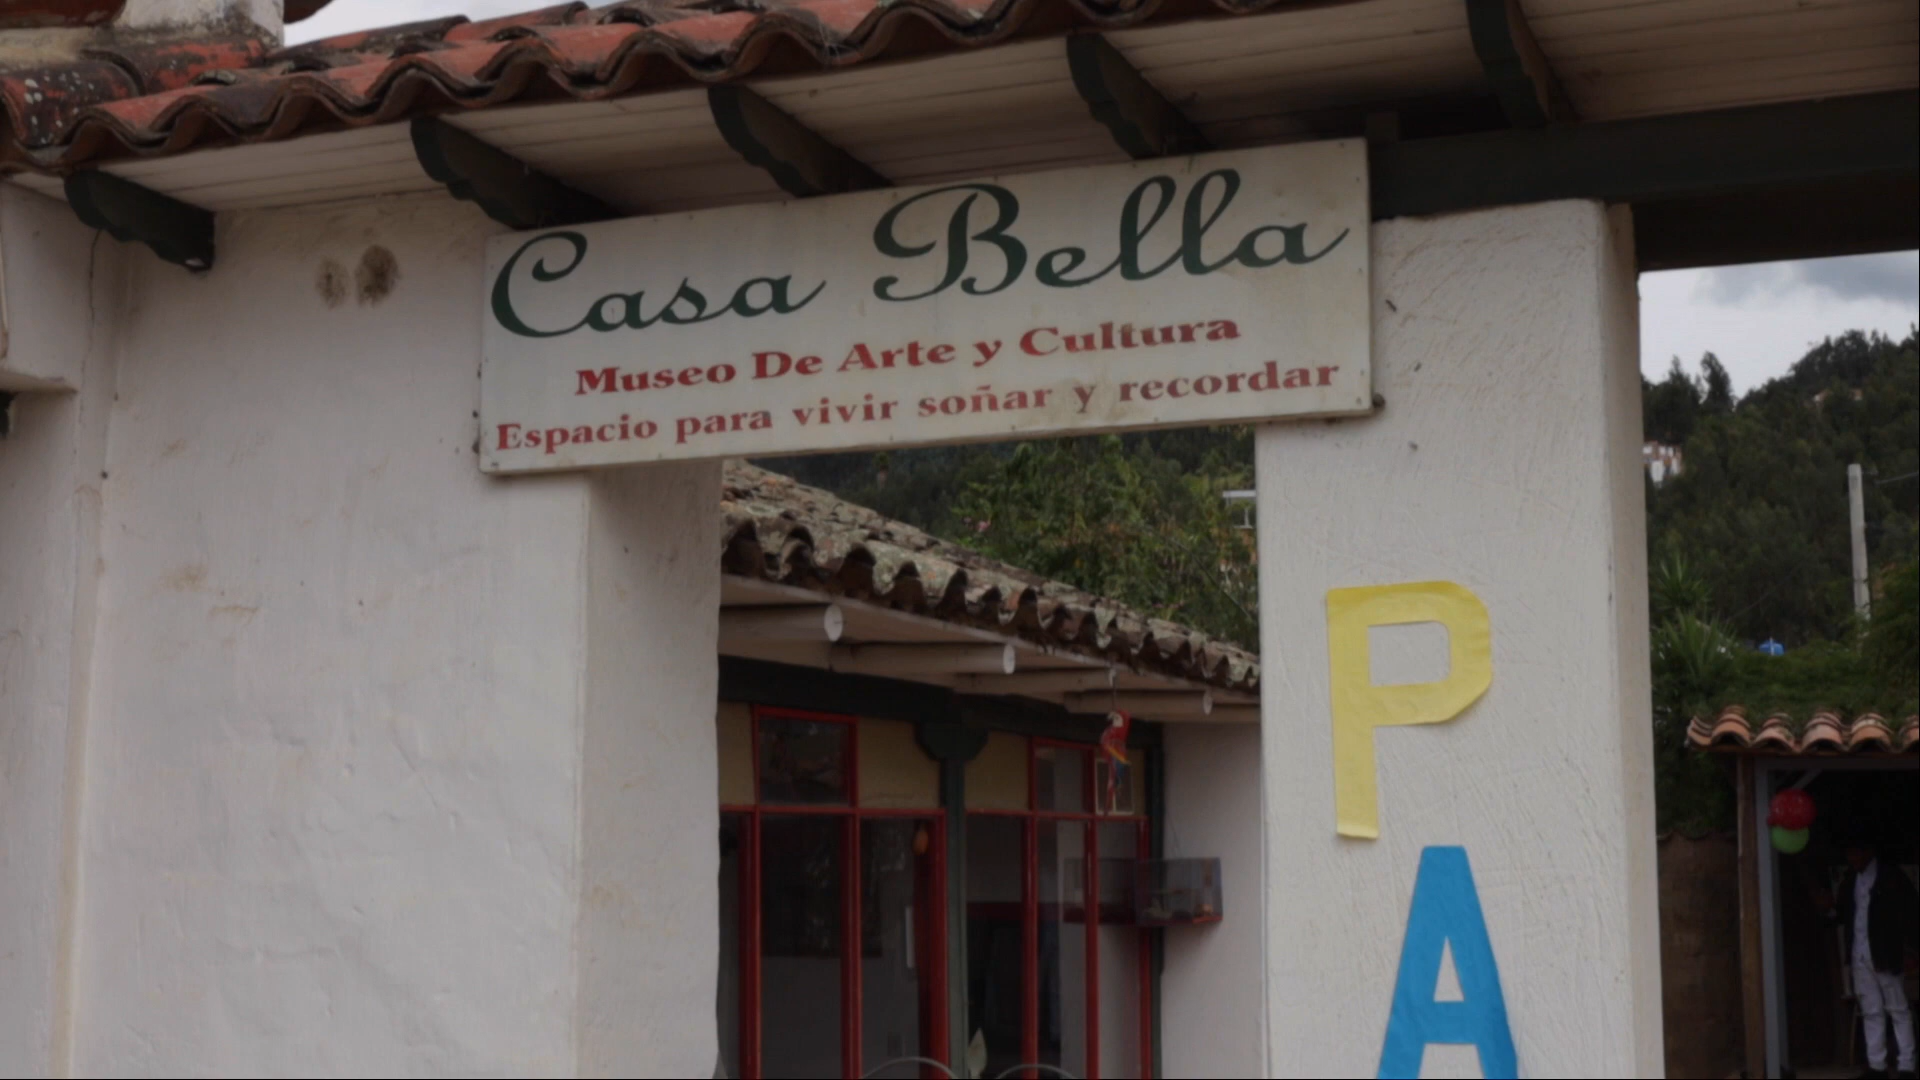 Casa Bella
Museo De Arte y Cultura
Espacio para vivir soñar y recordar
P
A